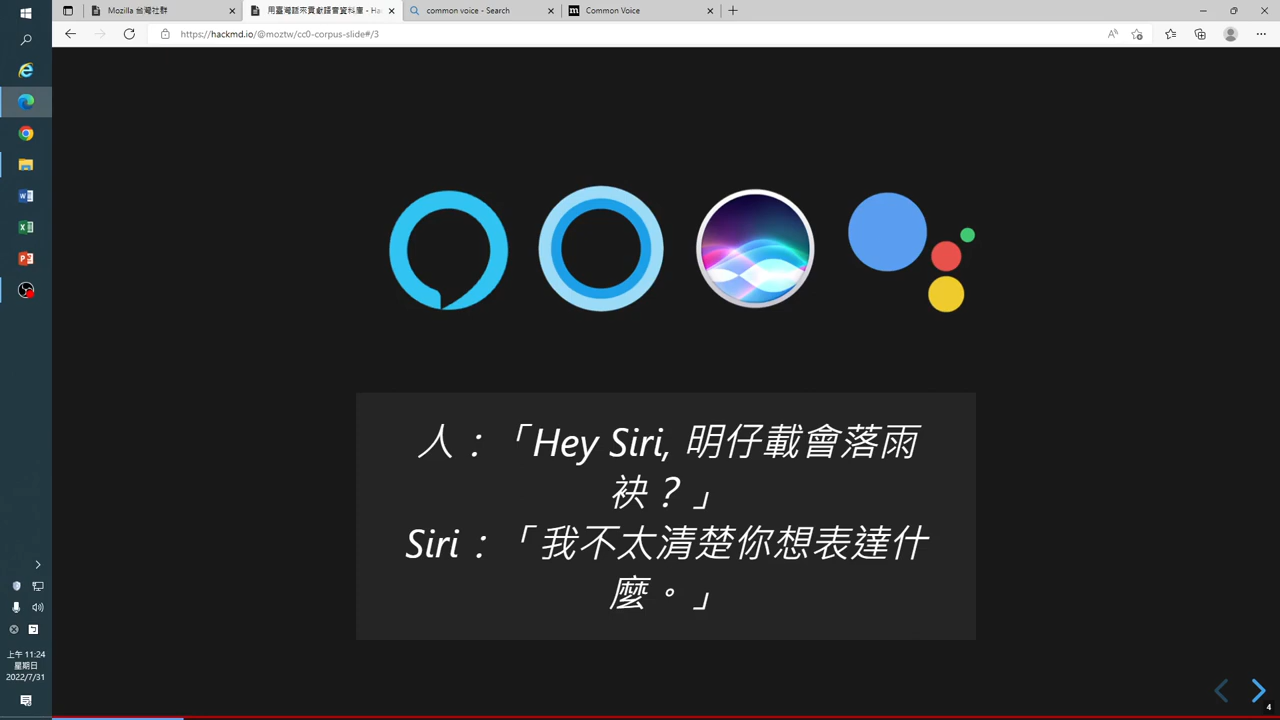 Mozilla 台灣社群
用臺灣話來貢獻語音資料庫 - Ha
common voice - Search
Common Voice
https://hackmd.io/@moztw/cc0-corpus-slide#/3
人：「Hey Siri, 明仔載會落雨
袂？」
Siri：「我不太清楚你想表達什
麼。」
上午 11:24
星期日
2022/7/31
4